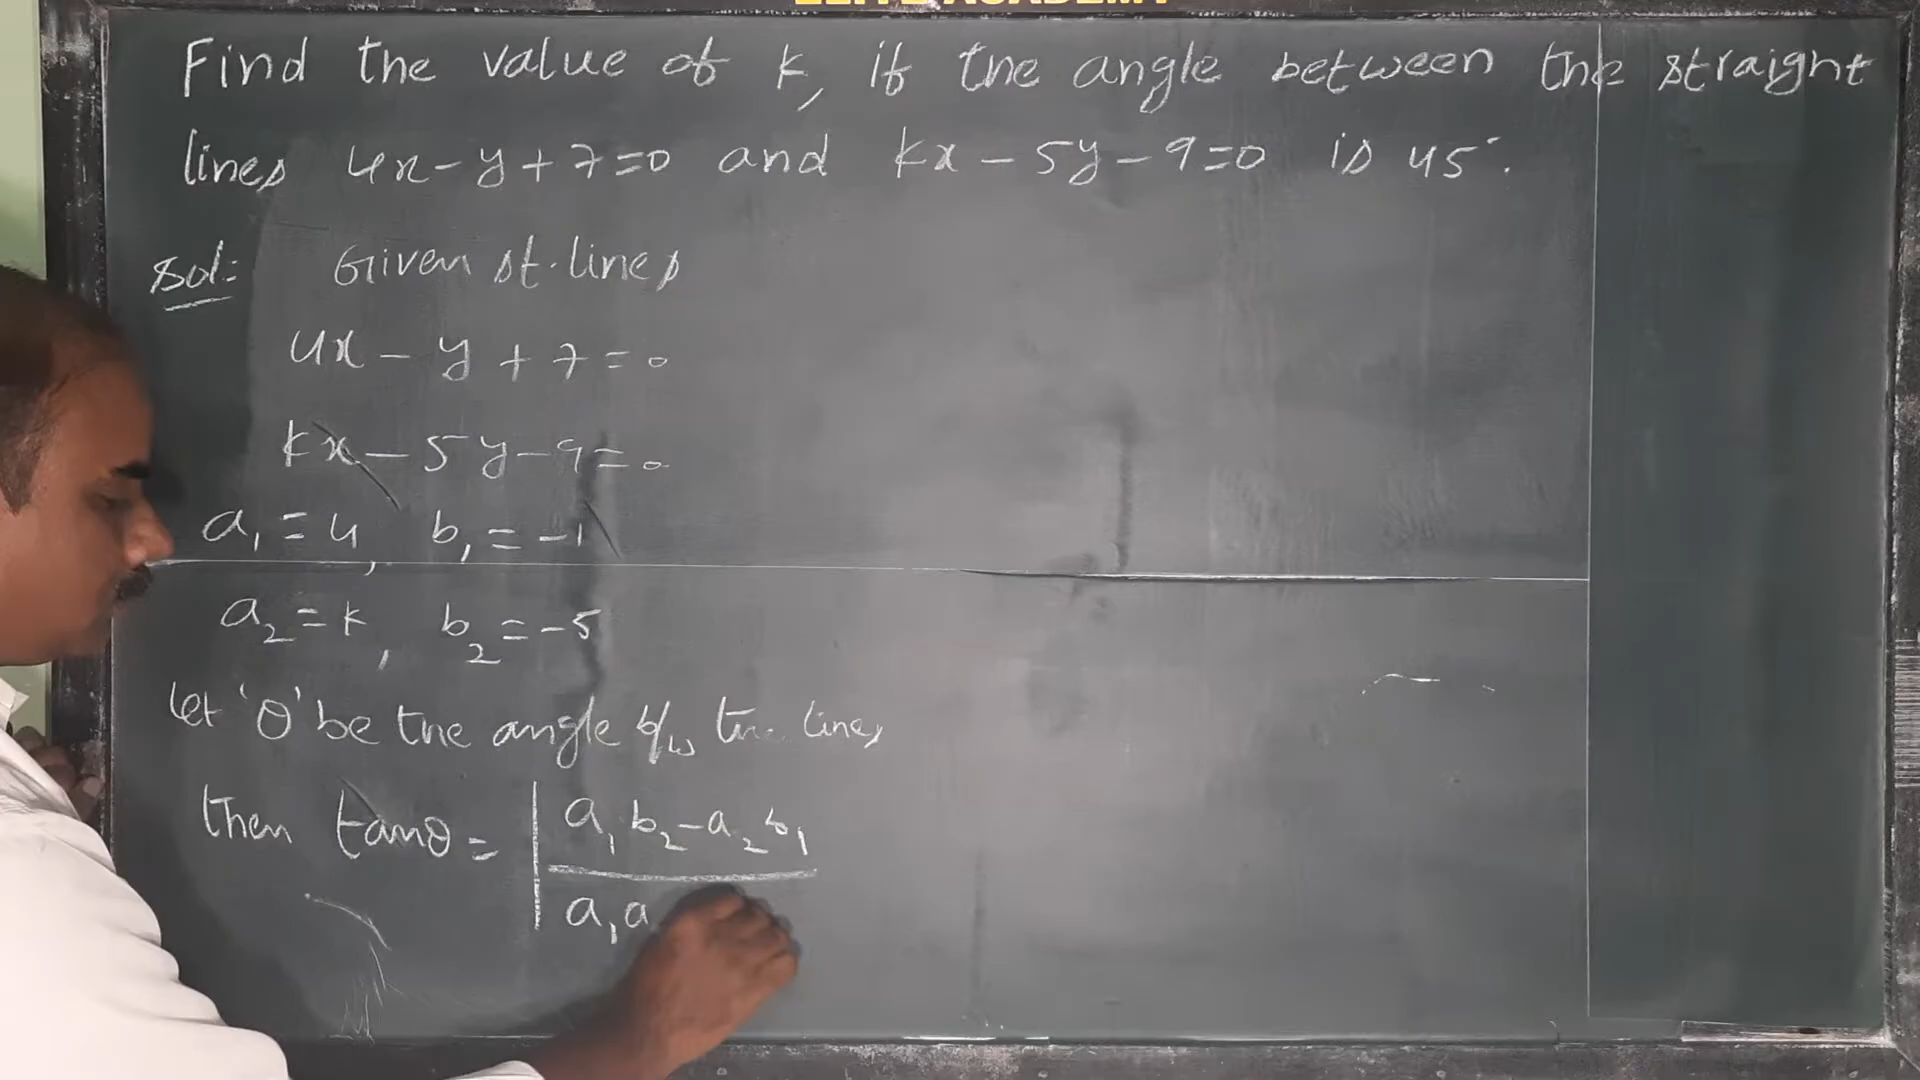 ELITE ACADEMY
Find the value of k, if the angle between the straight
lines 4x-y+7=0 and kx-5y-9=0 is 45°.
Sol: Given st. lines
4x-y+7=0
kx-5y-9=0
a₁=4, b₁=-1
a₂=k, b₂=-5
Let 'θ' be the angle b/w the lines
then tanθ = | a₁b₂-a₂b₁
a₁a